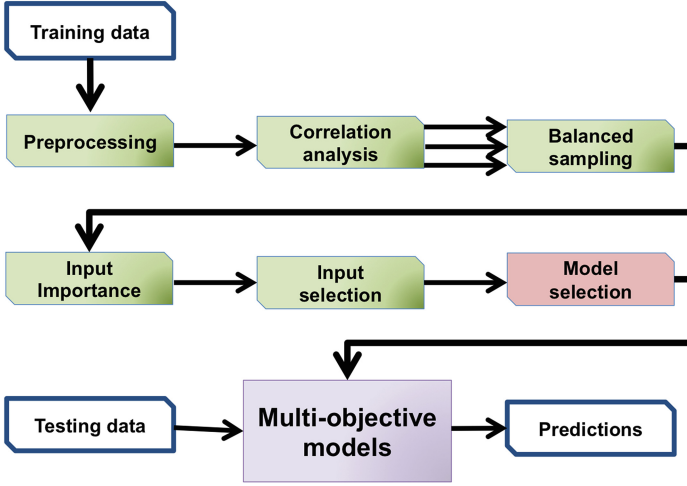 Training data
Preprocessing
Correlation
analysis
Balanced
sampling
Input
Importance
Input
selection
Model
selection
Testing data
Multi-objective
models
Predictions